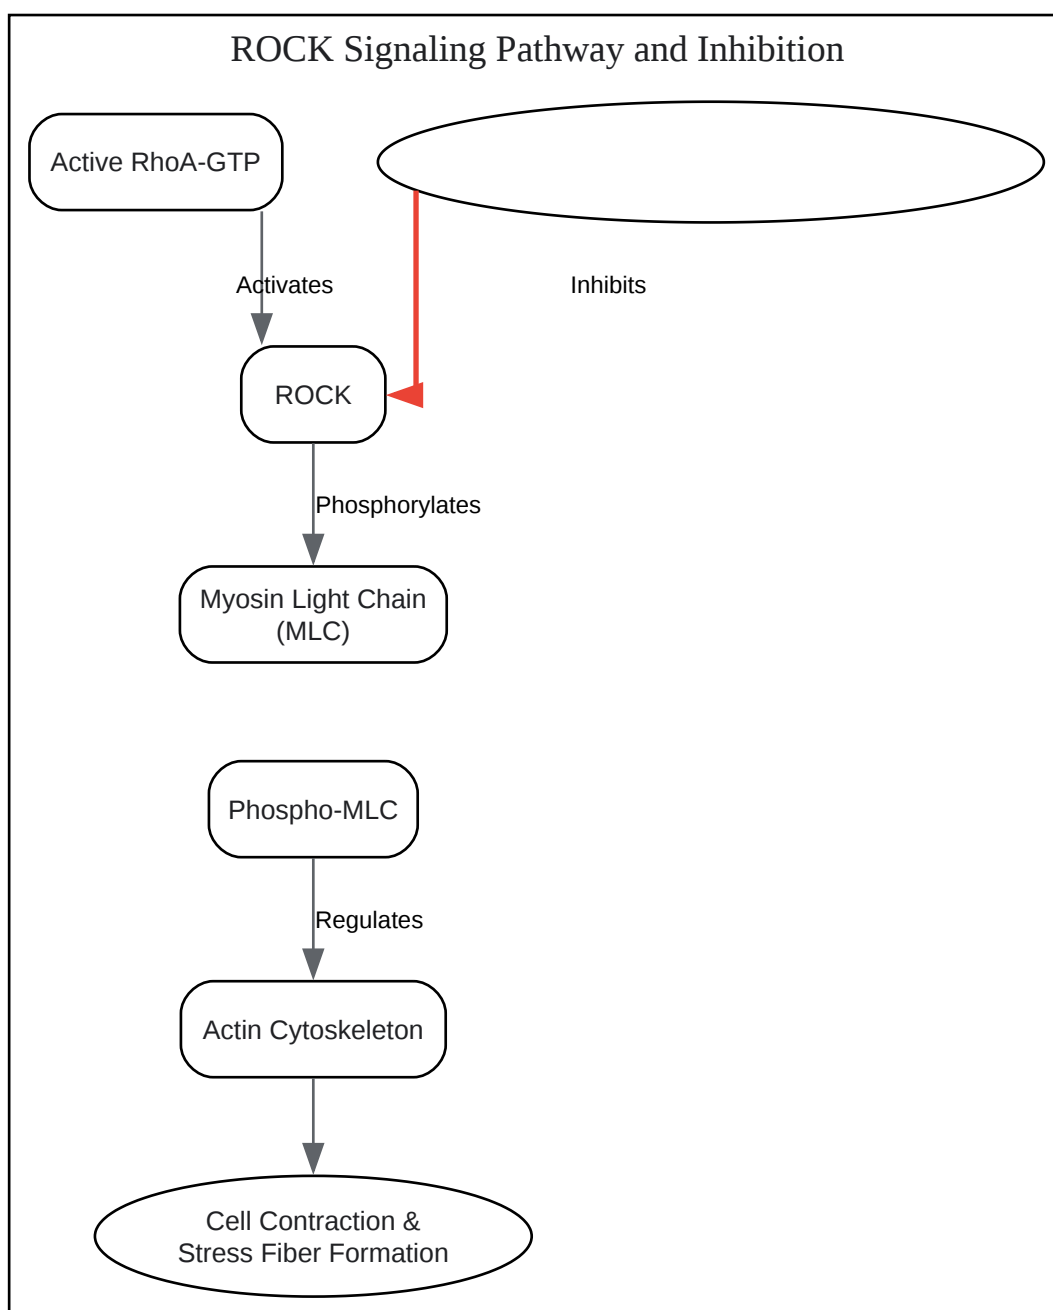 ROCK Signaling Pathway and Inhibition
Active RhoA-GTP
Activates
Inhibits
ROCK
Phosphorylates
Myosin Light Chain
(MLC)
Phospho-MLC
Regulates
Actin Cytoskeleton
Cell Contraction &
Stress Fiber Formation